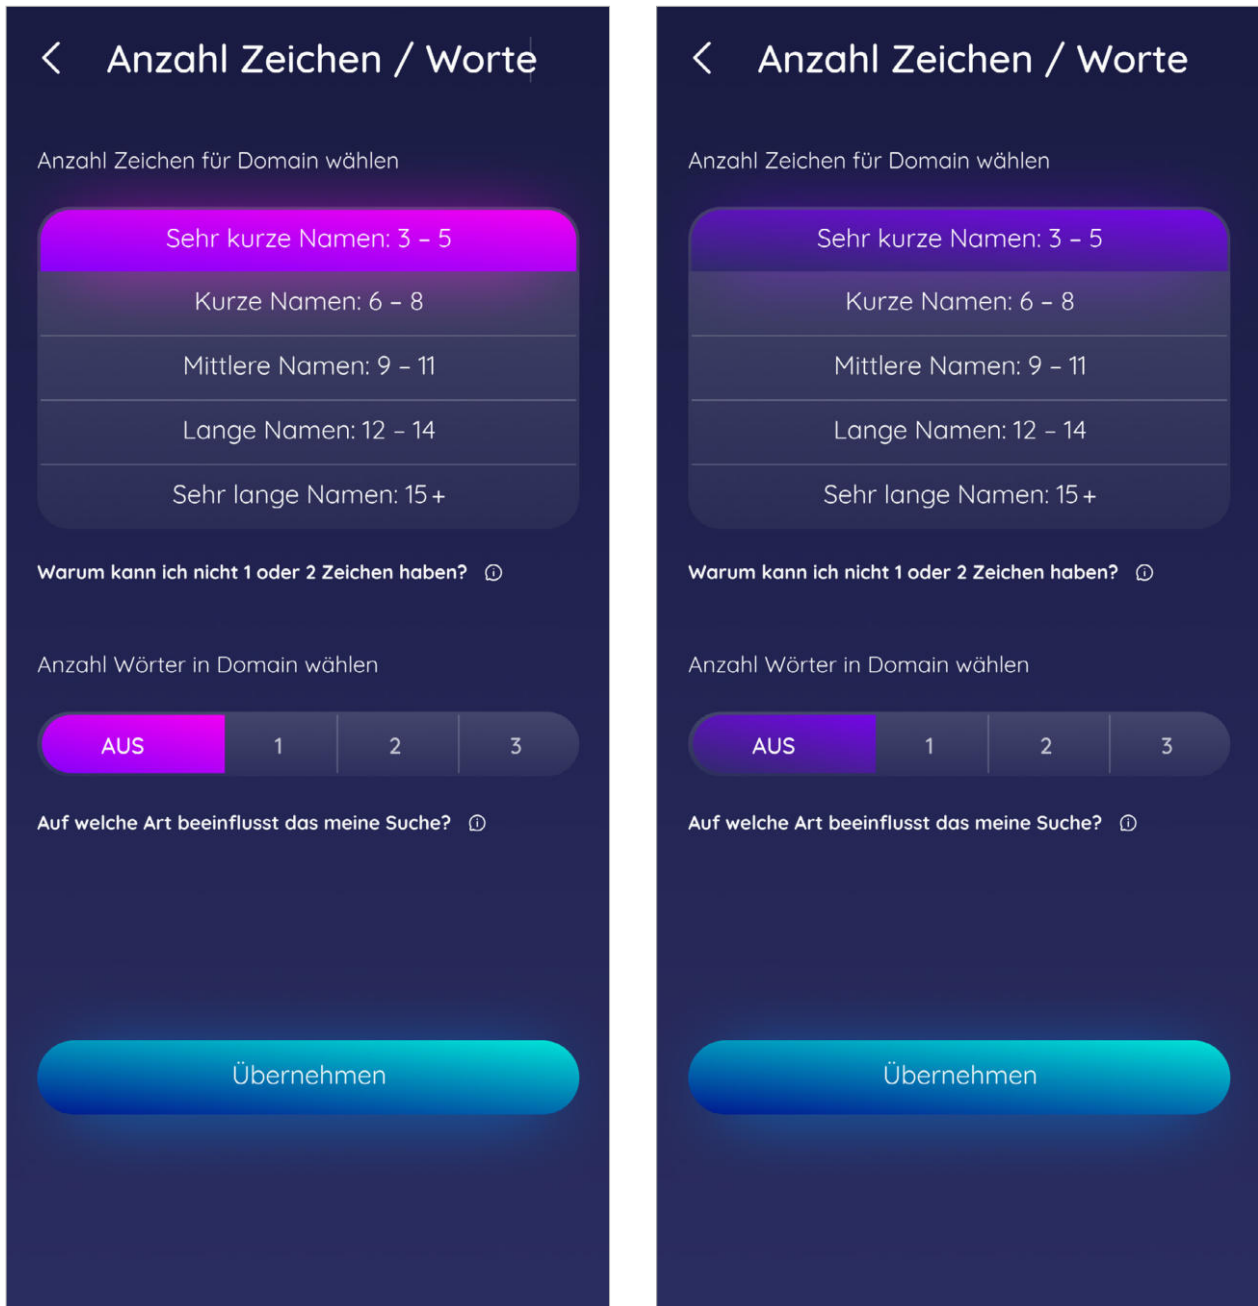 Anzahl Zeichen / Worte
Anzahl Zeichen für Domain wählen
Sehr kurze Namen: 3 – 5
Kurze Namen: 6 – 8
Mittlere Namen: 9 – 11
Lange Namen: 12 – 14
Sehr lange Namen: 15 +
Warum kann ich nicht 1 oder 2 Zeichen haben?
Anzahl Wörter in Domain wählen
AUS 1 2 3
Auf welche Art beeinflusst das meine Suche?
Übernehmen
Anzahl Zeichen / Worte
Anzahl Zeichen für Domain wählen
Sehr kurze Namen: 3 – 5
Kurze Namen: 6 – 8
Mittlere Namen: 9 – 11
Lange Namen: 12 – 14
Sehr lange Namen: 15 +
Warum kann ich nicht 1 oder 2 Zeichen haben?
Anzahl Wörter in Domain wählen
AUS 1 2 3
Auf welche Art beeinflusst das meine Suche?
Übernehmen